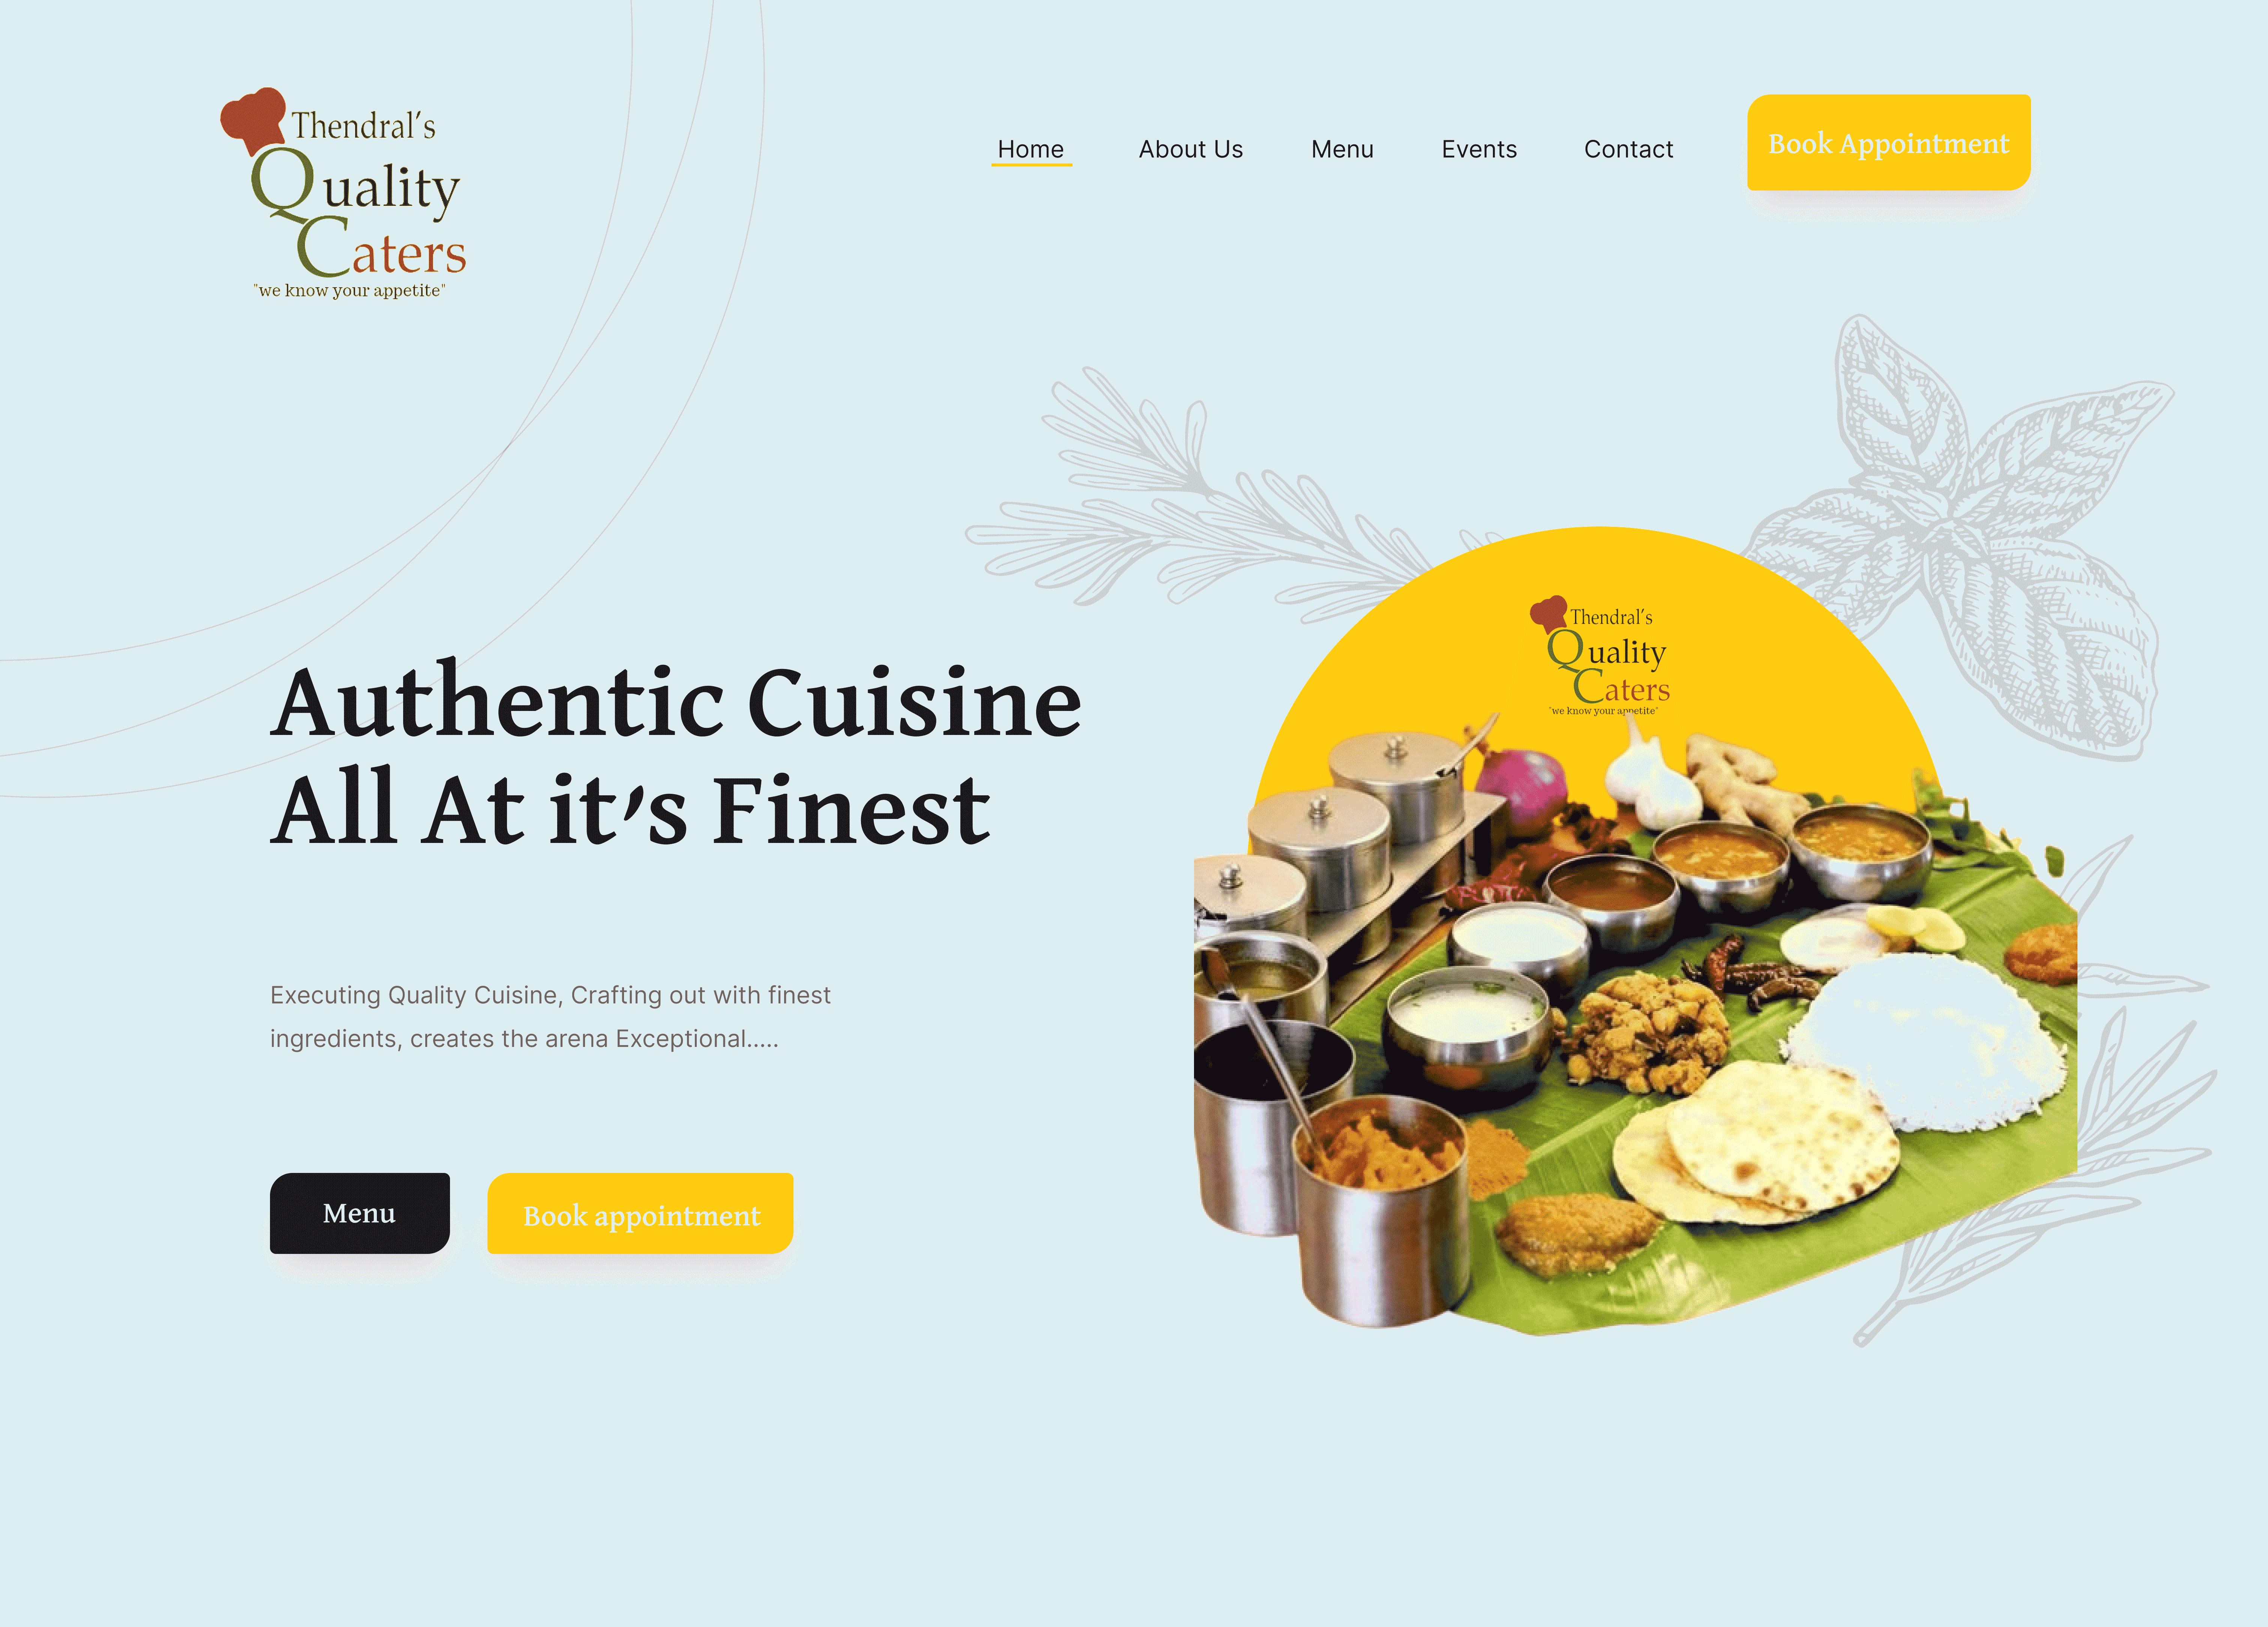 Thendral's
Quality
Caters
"we know your appetite"
Home
About Us
Menu
Events
Contact
Book Appointment
Authentic Cuisine
All At it's Finest
Executing Quality Cuisine, Crafting out with finest
ingredients, creates the arena Exceptional.....
Menu
Book appointment
Thendral's
Quality
Caters
"we know your appetite"